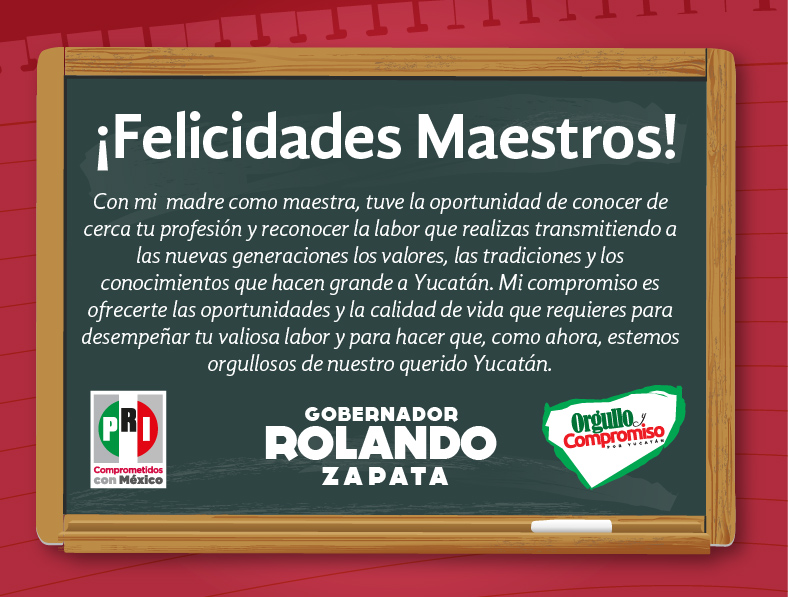 ¡Felicidades Maestros!
Con mi madre como maestra, tuve la oportunidad de conocer de
cerca tu profesión y reconocer la labor que realizas transmitiendo a
las nuevas generaciones los valores, las tradiciones y los
conocimientos que hacen grande a Yucatán. Mi compromiso es
ofrecerte las oportunidades y la calidad de vida que requieres para
desempeñar tu valiosa labor y para hacer que, como ahora, estemos
orgullosos de nuestro querido Yucatán.
PRI
Comprometidos
con México
GOBERNADOR
ROLANDO
ZAPATA
Orgullo y
Compromiso
POR YUCATÁN